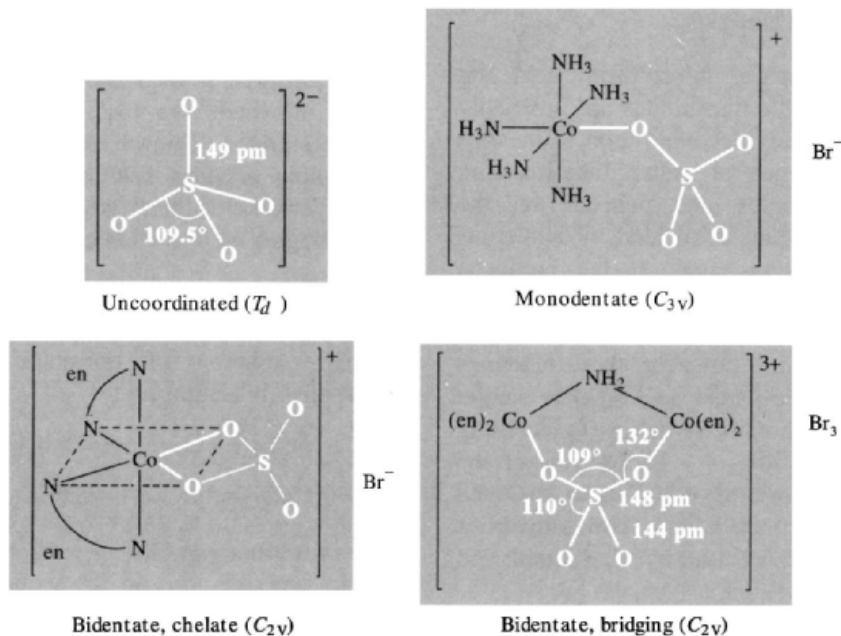 2−
O
149 pm
S
O
O
109.5°
O
Uncoordinated (Td )
+
NH3
NH3
H3N
Co
O
O
H3N
S
NH3
O
O
Br−
Monodentate (C3v)
+
en
N
N
O
O
Co
S
N
O
O
en
N
Br−
Bidentate, chelate (C2v)
3+
NH2
(en)2 Co
Co(en)2
132°
109°
O
O
S
110°
148 pm
144 pm
O
O
Br3
Bidentate, bridging (C2v)